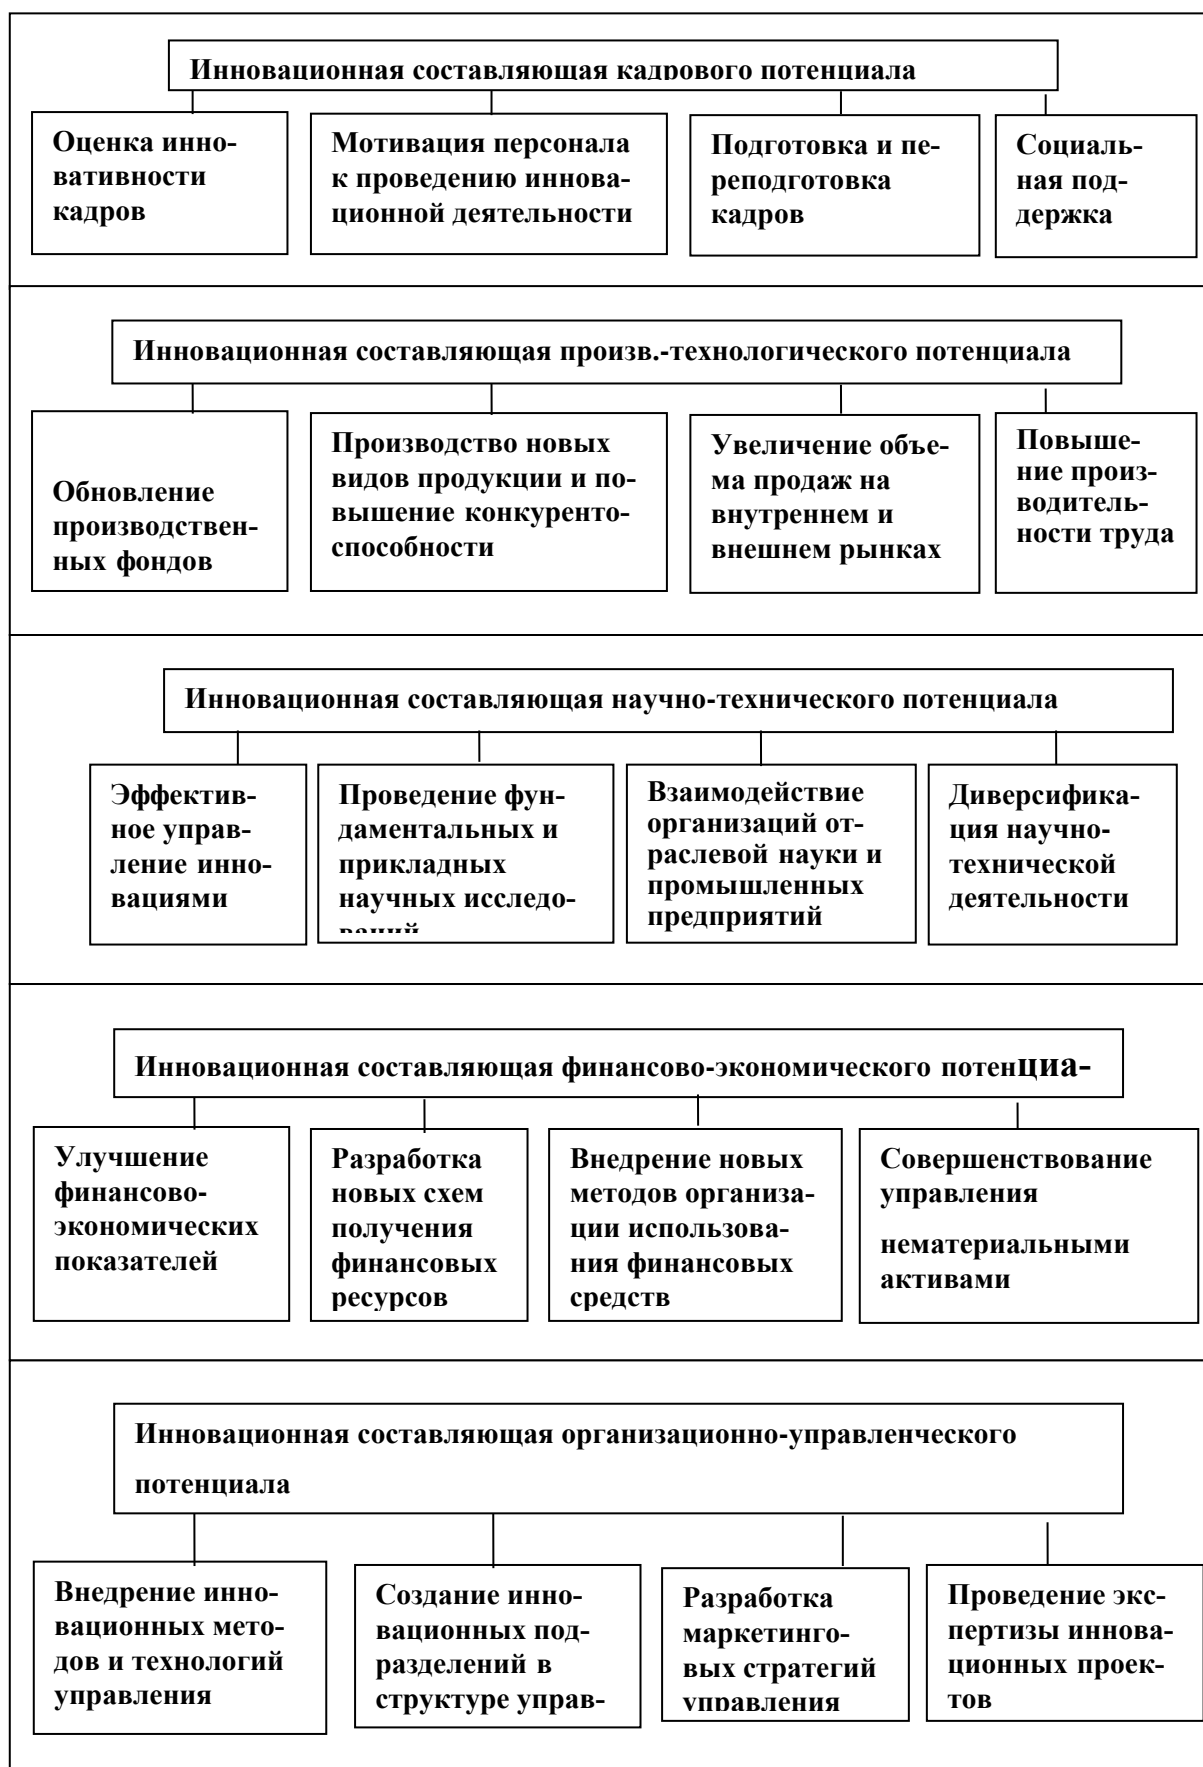 Инновационная составляющая кадрового потенциала
Оценка инно-
вативности
кадров
Мотивация персонала
к проведению иннова-
ционной деятельности
Подготовка и пе-
реподготовка
кадров
Социаль-
ная под-
держка
Инновационная составляющая произв.-технологического потенциала
Обновление
производствен-
ных фондов
Производство новых
видов продукции и по-
вышение конкуренто-
способности
Увеличение объе-
ма продаж на
внутреннем и
внешнем рынках
Повыше-
ние произ-
водитель-
ности труда
Инновационная составляющая научно-технического потенциала
Эффектив-
ное управ-
ление инно-
вациями
Проведение фун-
даментальных и
прикладных
научных исследо-
ваний
Взаимодействие
организаций от-
раслевой науки и
промышленных
предприятий
Диверсифика-
ция научно-
технической
деятельности
Инновационная составляющая финансово-экономического потенциа-
Улучшение
финансово-
экономических
показателей
Разработка
новых схем
получения
финансовых
ресурсов
Внедрение новых
методов организа-
ции использова-
ния финансовых
средств
Совершенствование
управления
нематериальными
активами
Инновационная составляющая организационно-управленческого
потенциала
Внедрение инно-
вационных мето-
дов и технологий
управления
Создание инно-
вационных под-
разделений в
структуре управ-
Разработка
маркетинго-
вых стратегий
управления
Проведение экс-
пертизы иннова-
ционных проек-
тов